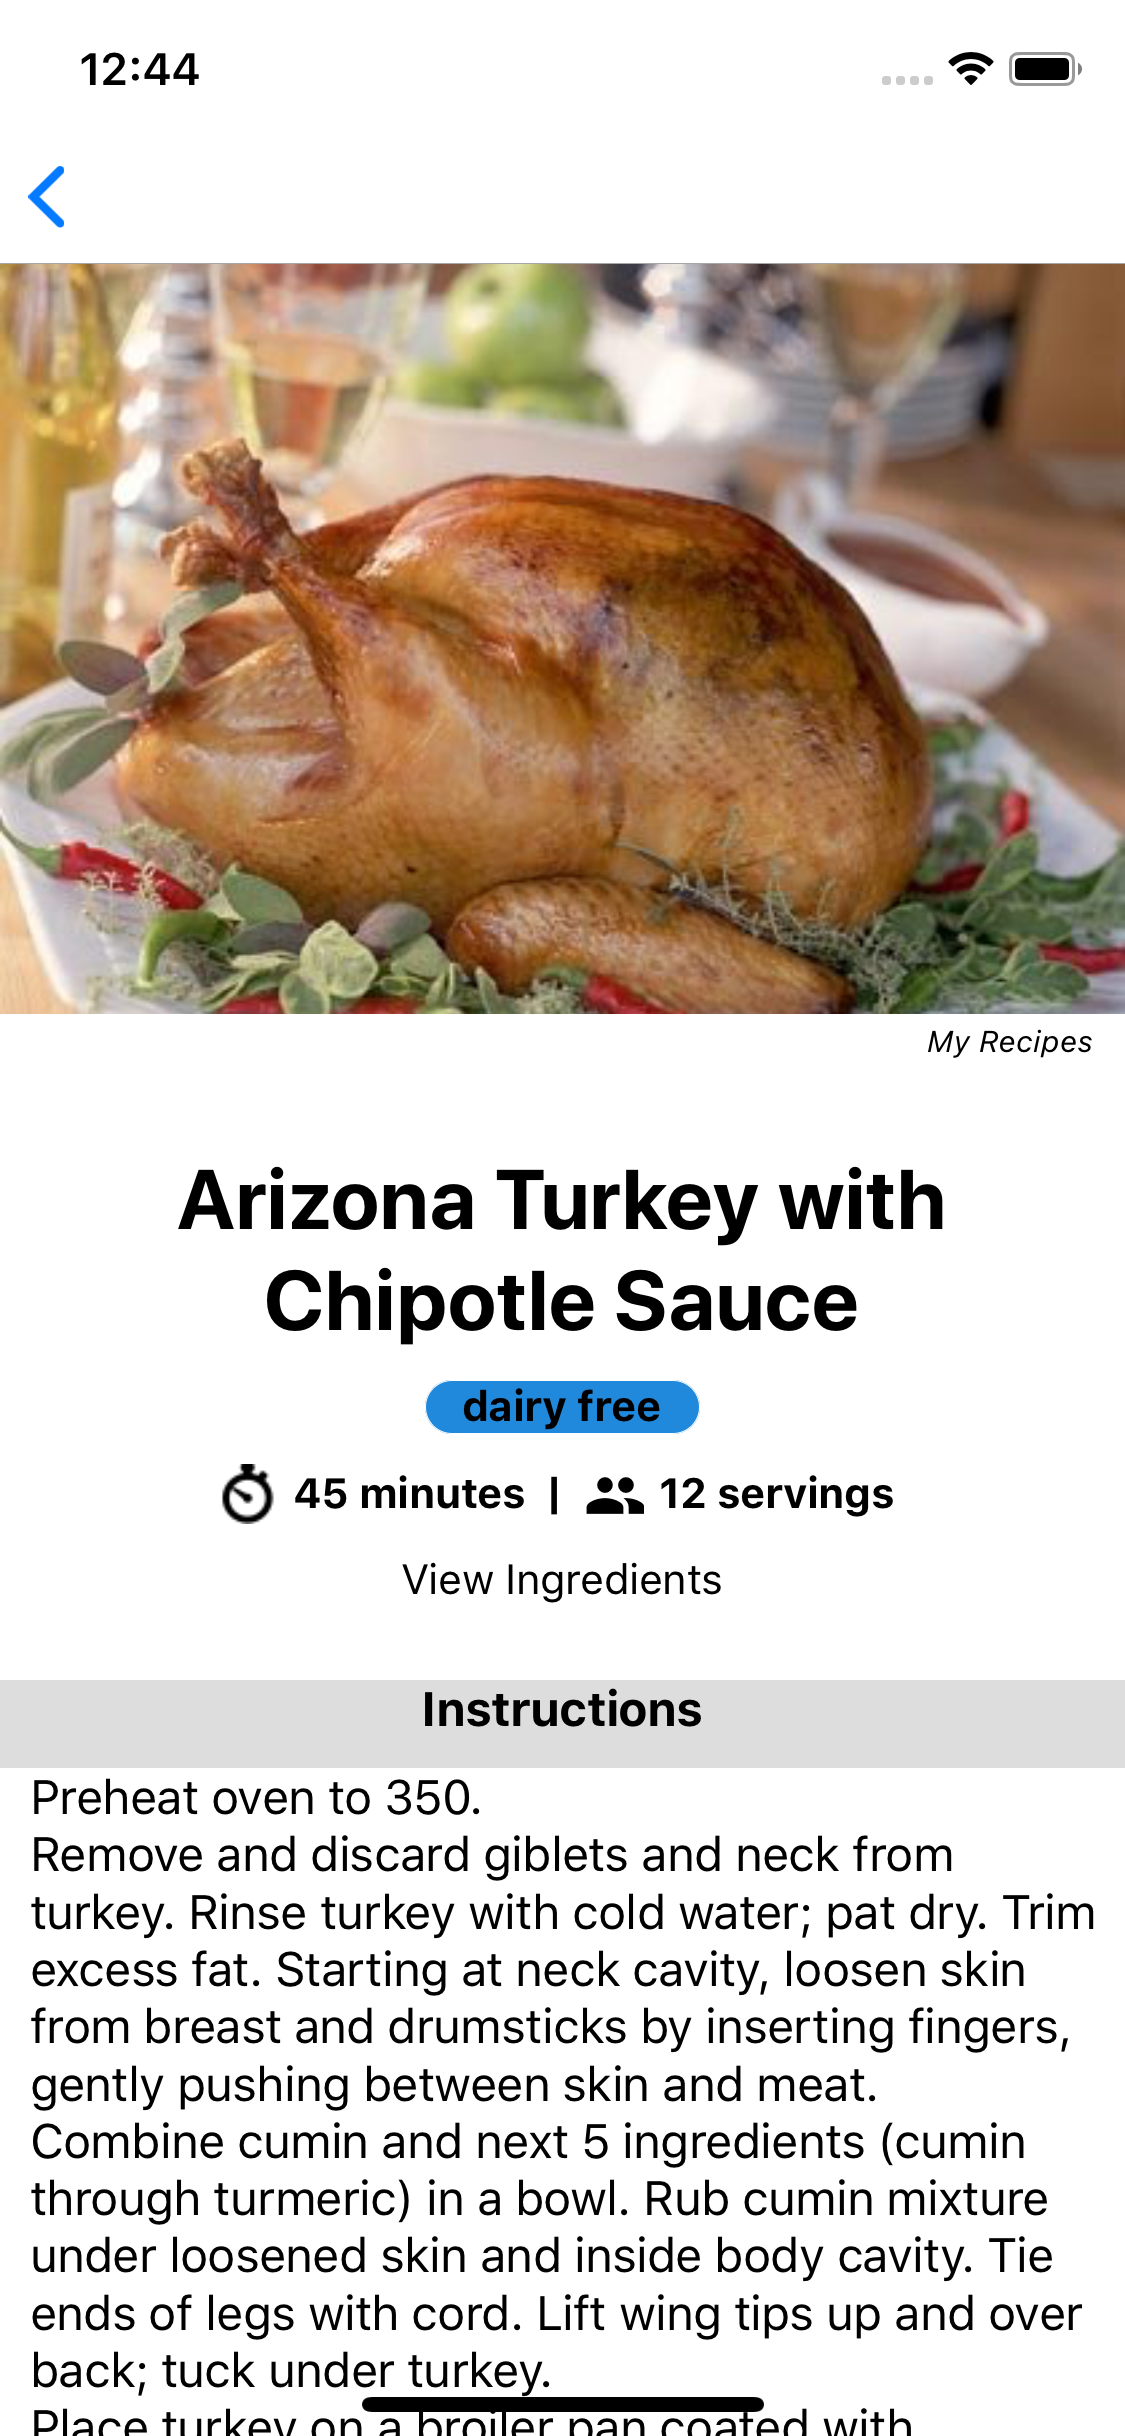 12:44
My Recipes
Arizona Turkey with
Chipotle Sauce
dairy free
45 minutes | 12 servings
View Ingredients
Instructions
Preheat oven to 350.
Remove and discard giblets and neck from
turkey. Rinse turkey with cold water; pat dry. Trim
excess fat. Starting at neck cavity, loosen skin
from breast and drumsticks by inserting fingers,
gently pushing between skin and meat.
Combine cumin and next 5 ingredients (cumin
through turmeric) in a bowl. Rub cumin mixture
under loosened skin and inside body cavity. Tie
ends of legs with cord. Lift wing tips up and over
back; tuck under turkey.
Place turkey on a broiler pan coated with